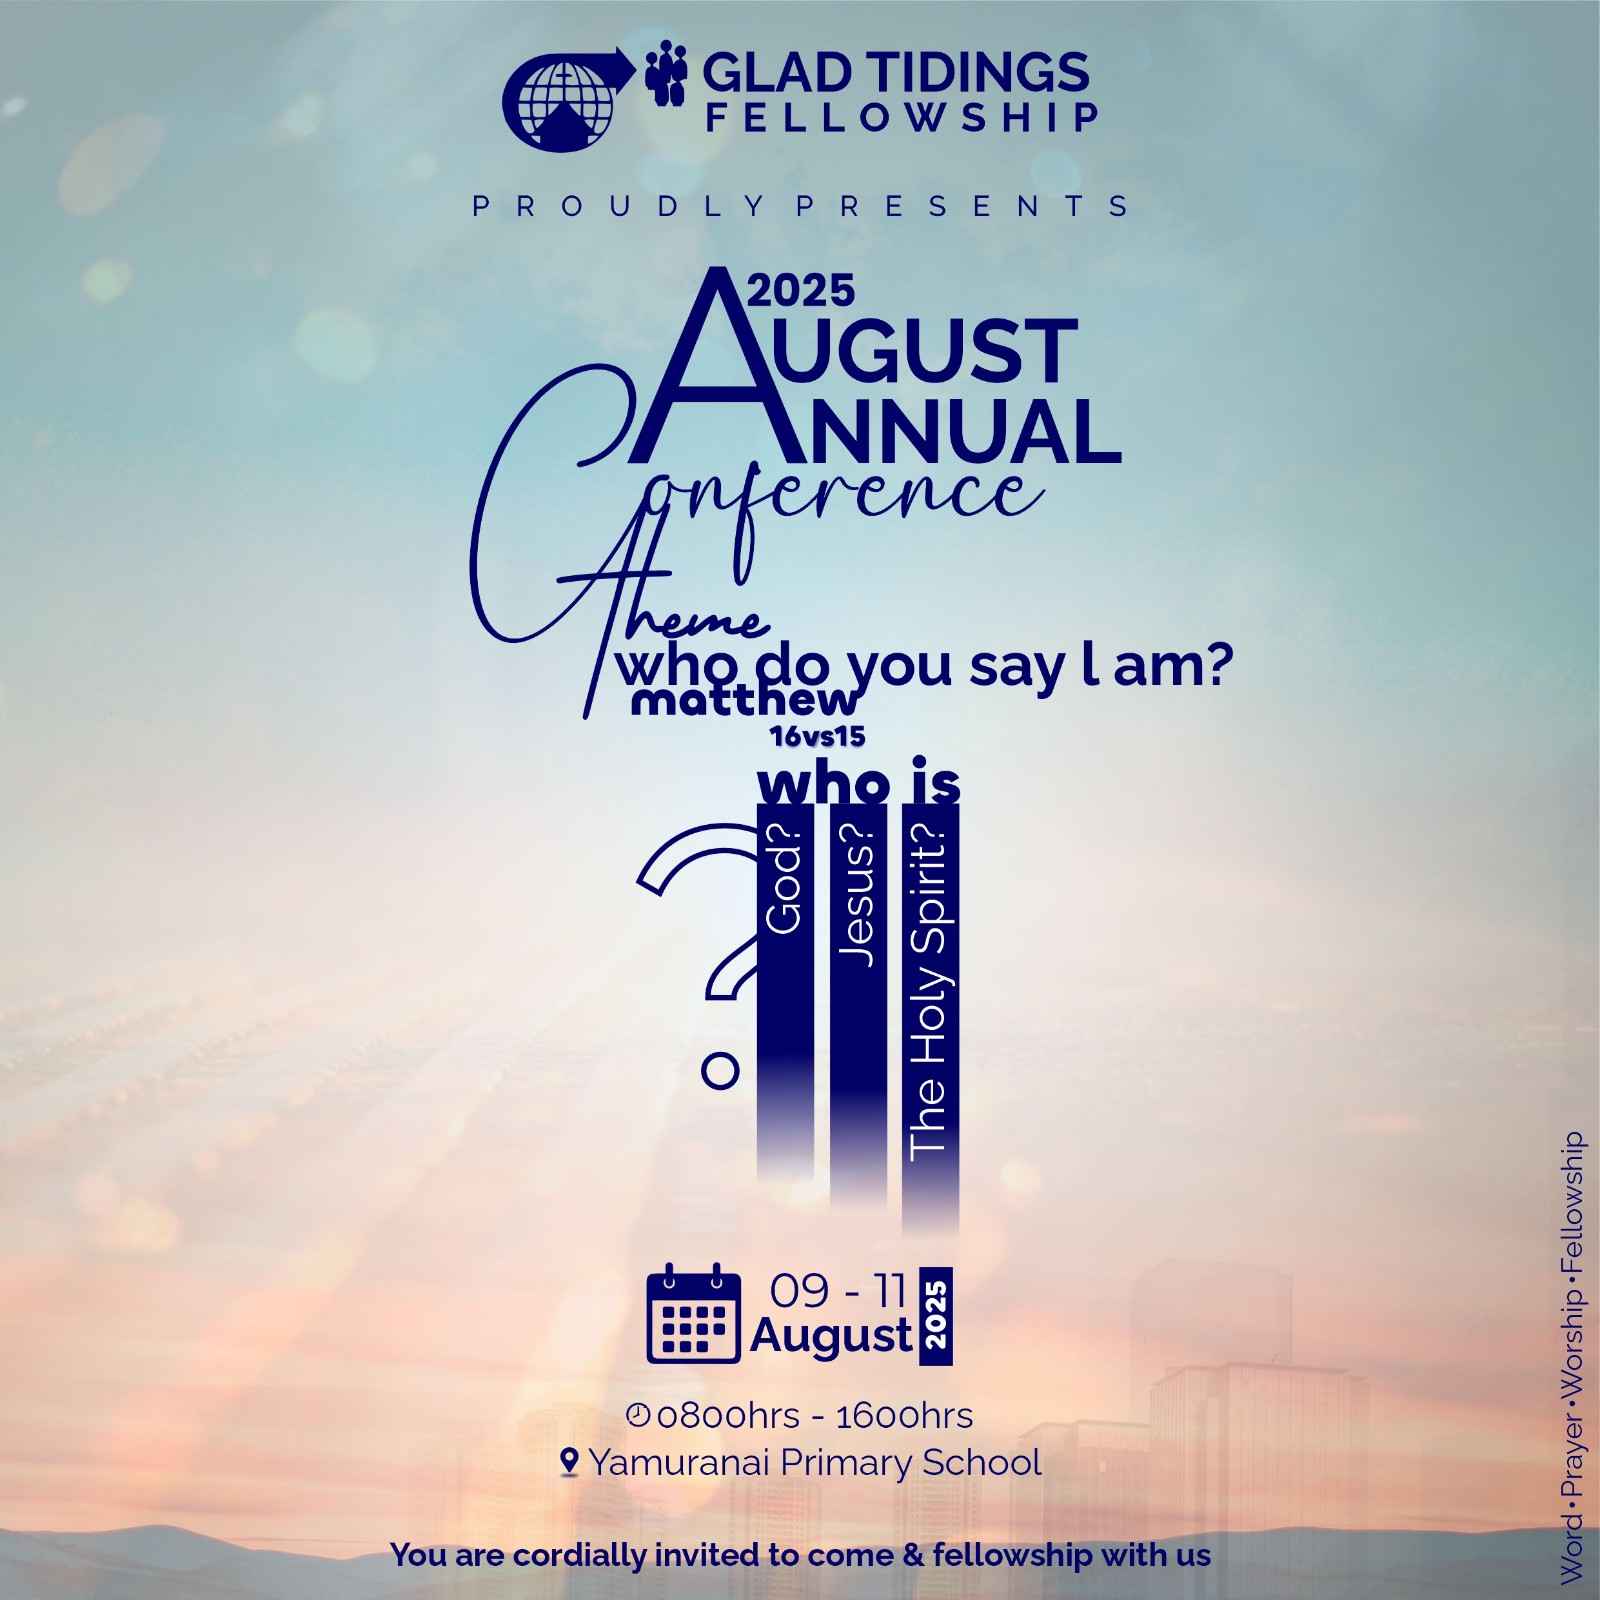 GLAD TIDINGS
FELLOWSHIP
PROUDLY PRESENTS
2025
AUGUST
ANNUAL
Conference
Theme
who do you say l am?
matthew
16vs15
who is
God?
Jesus?
The Holy Spirit?
09 - 11
August
2025
0800hrs - 1600hrs
Yamuranai Primary School
You are cordially invited to come & fellowship with us
Word•Prayer•Worship•Fellowship